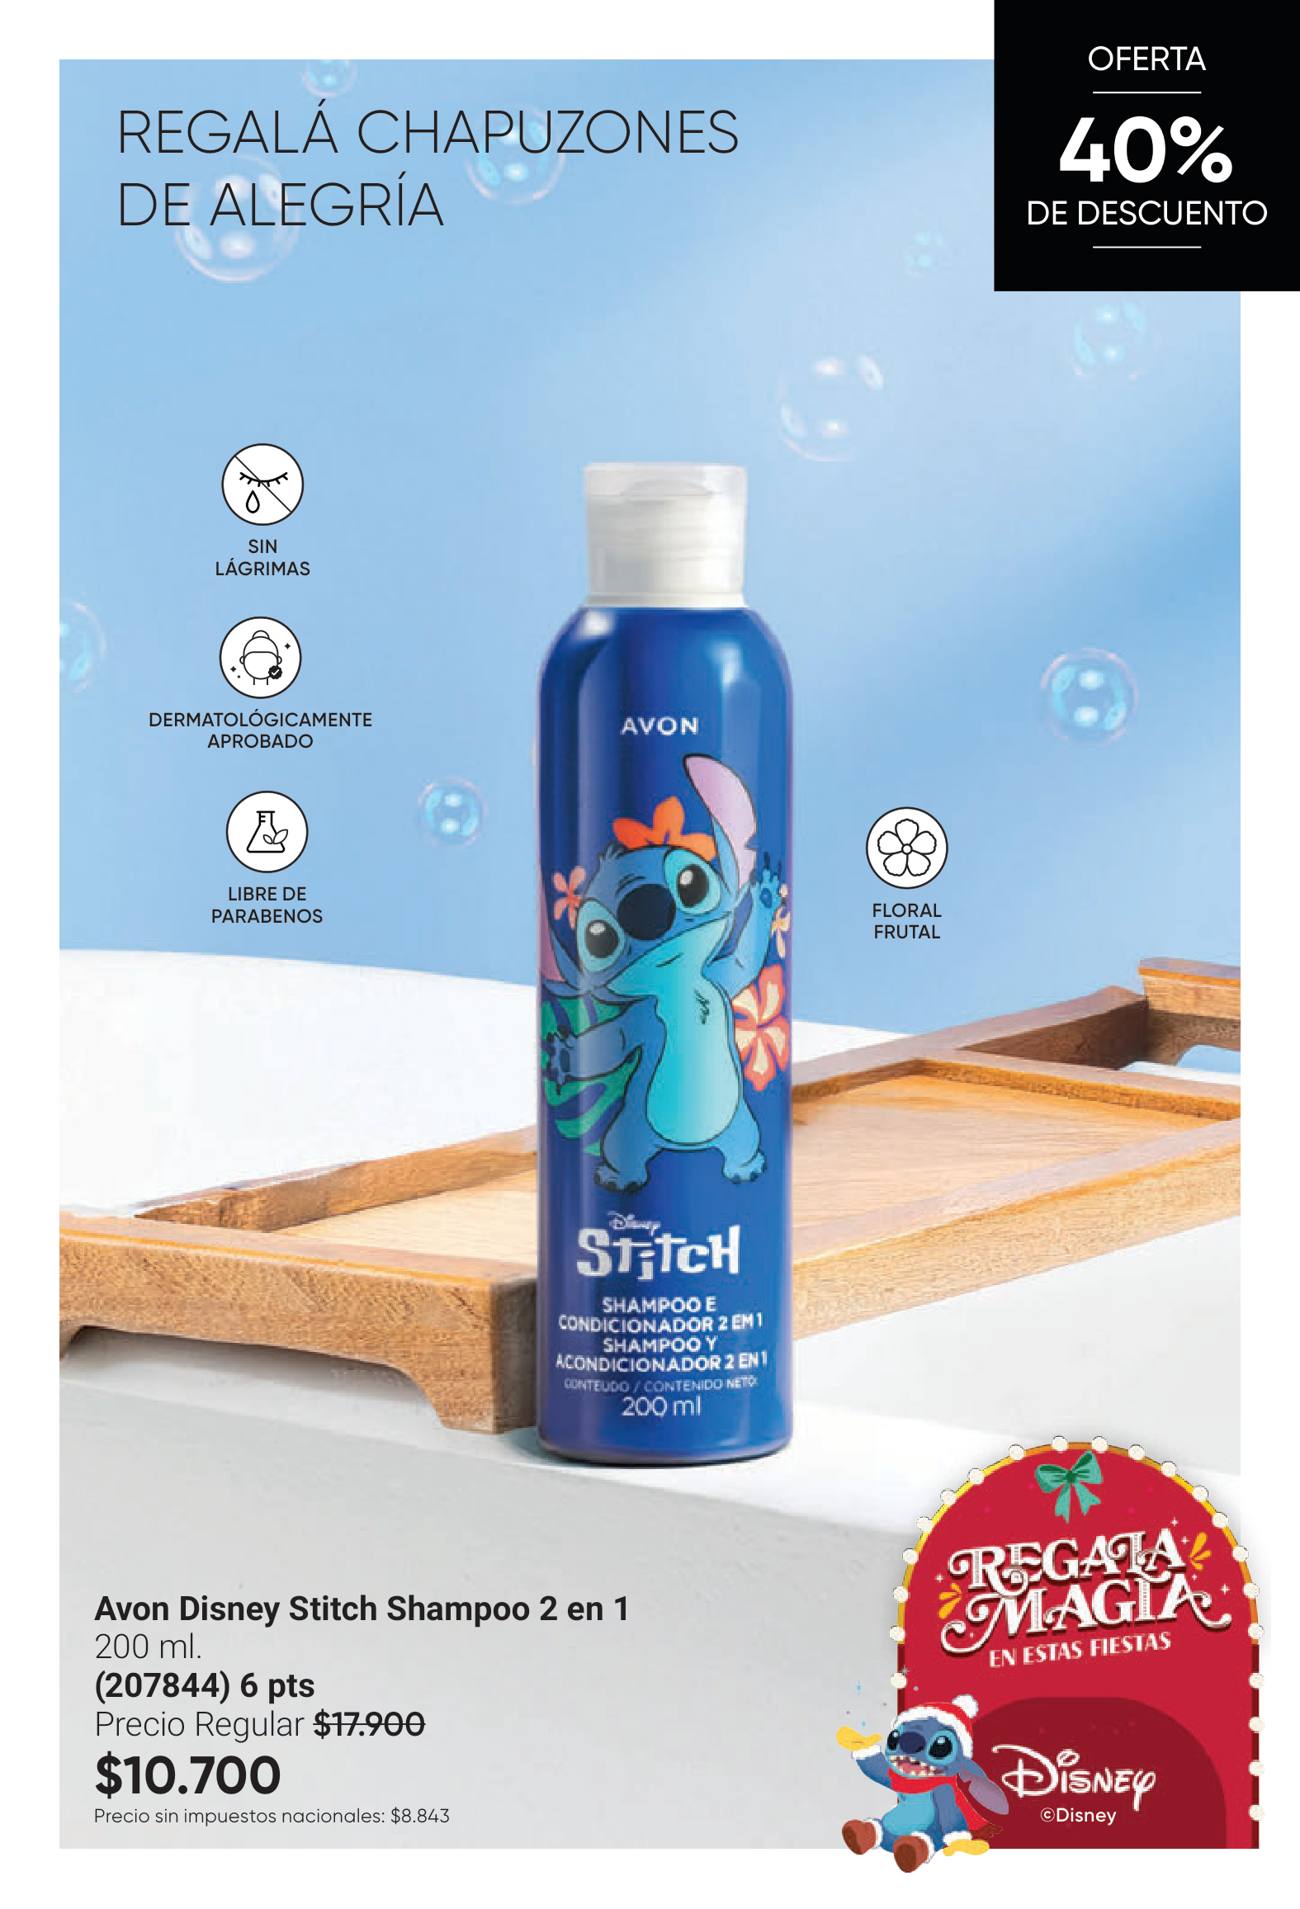 OFERTA
40%
DE DESCUENTO
REGALÁ CHAPUZONES
DE ALEGRÍA
SIN
LÁGRIMAS
DERMATOLÓGICAMENTE
APROBADO
LIBRE DE
PARABENOS
FLORAL
FRUTAL
AVON
Disney
STITCH
SHAMPOO E
CONDICIONADOR 2 EM 1
SHAMPOO Y
ACONDICIONADOR 2 EN 1
CONTEUDO / CONTENIDO NETO:
200 ml
Avon Disney Stitch Shampoo 2 en 1
200 ml.
(207844) 6 pts
Precio Regular $17.900
$10.700
Precio sin impuestos nacionales: $8.843
REGALA
MAGIA
EN ESTAS FIESTAS
Disney
©Disney